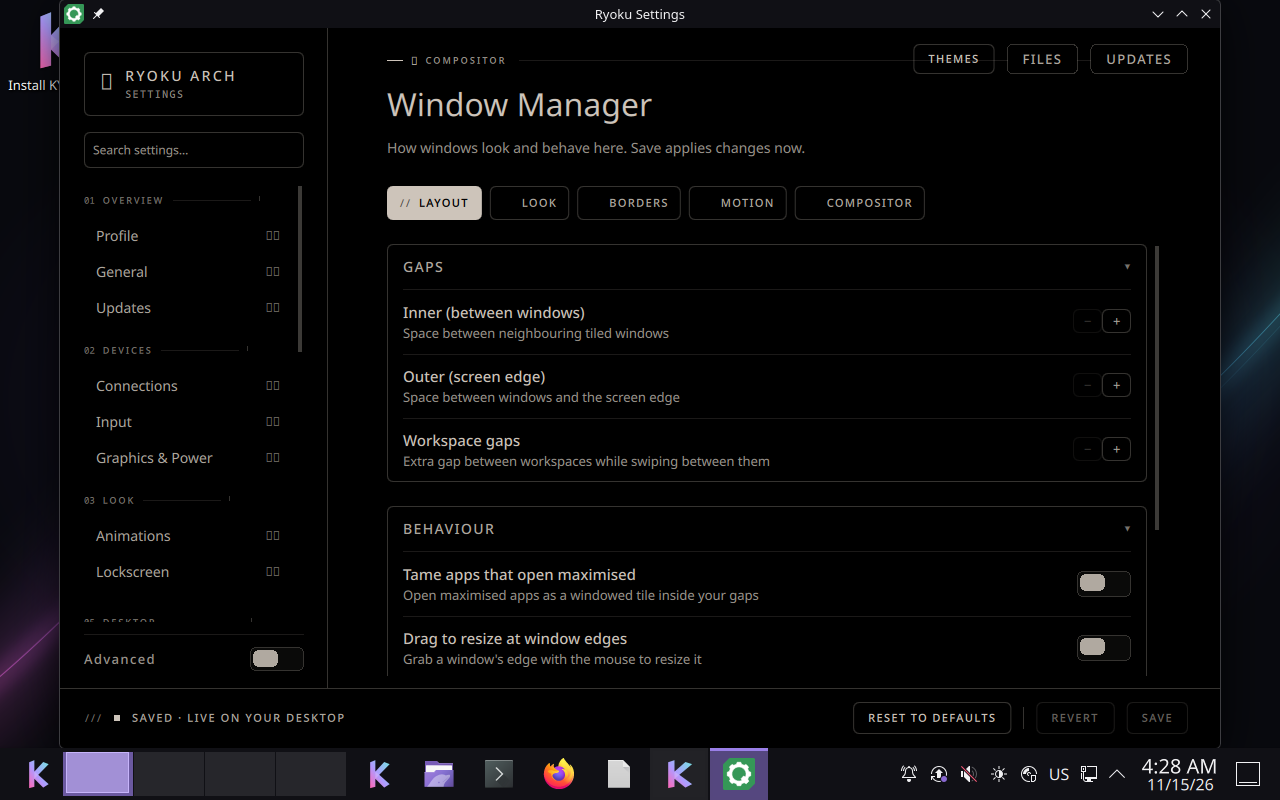 Ryoku Settings
Install
RYOKU ARCH
SETTINGS
Search settings...
01 OVERVIEW
Profile
General
Updates
02 DEVICES
Connections
Input
Graphics & Power
03 LOOK
Animations
Lockscreen
05 DESKTOP
Advanced
COMPOSITOR
THEMES
FILES
UPDATES
Window Manager
How windows look and behave here. Save applies changes now.
// LAYOUT
LOOK
BORDERS
MOTION
COMPOSITOR
GAPS
Inner (between windows)
Space between neighbouring tiled windows
− +
Outer (screen edge)
Space between windows and the screen edge
− +
Workspace gaps
Extra gap between workspaces while swiping between them
− +
BEHAVIOUR
Tame apps that open maximised
Open maximised apps as a windowed tile inside your gaps
Drag to resize at window edges
Grab a window's edge with the mouse to resize it
/// SAVED · LIVE ON YOUR DESKTOP
RESET TO DEFAULTS
REVERT
SAVE
US
4:28 AM
11/15/26